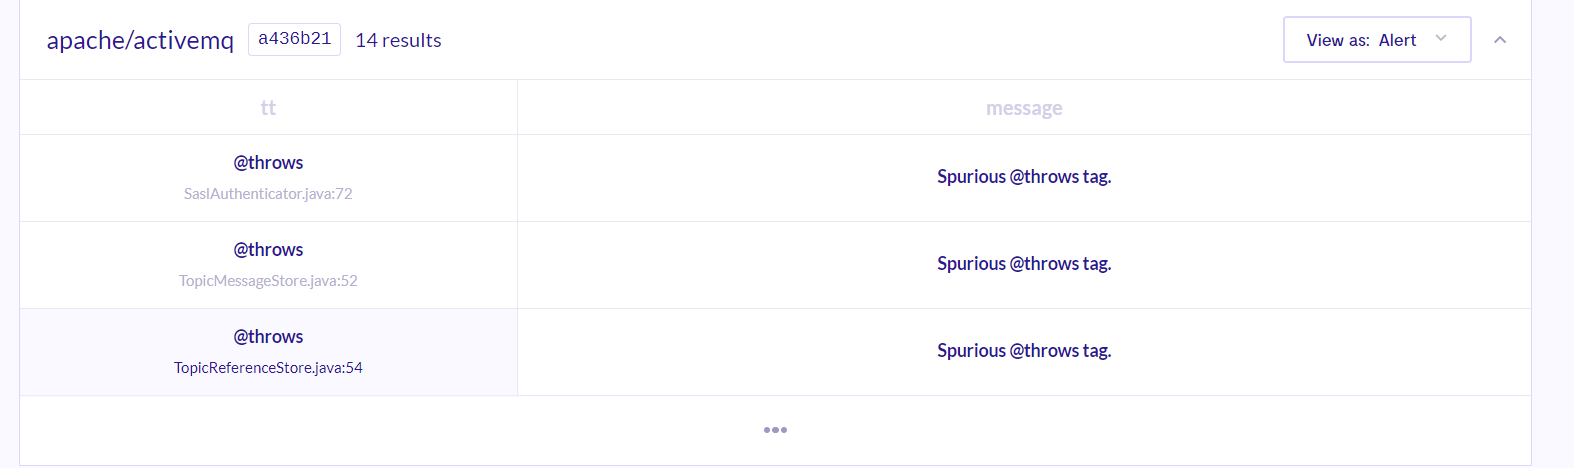 apache/activemq a436b21 14 results View as: Alert
tt message
@throws
SaslAuthenticator.java:72
Spurious @throws tag.
@throws
TopicMessageStore.java:52
Spurious @throws tag.
@throws
TopicReferenceStore.java:54
Spurious @throws tag.